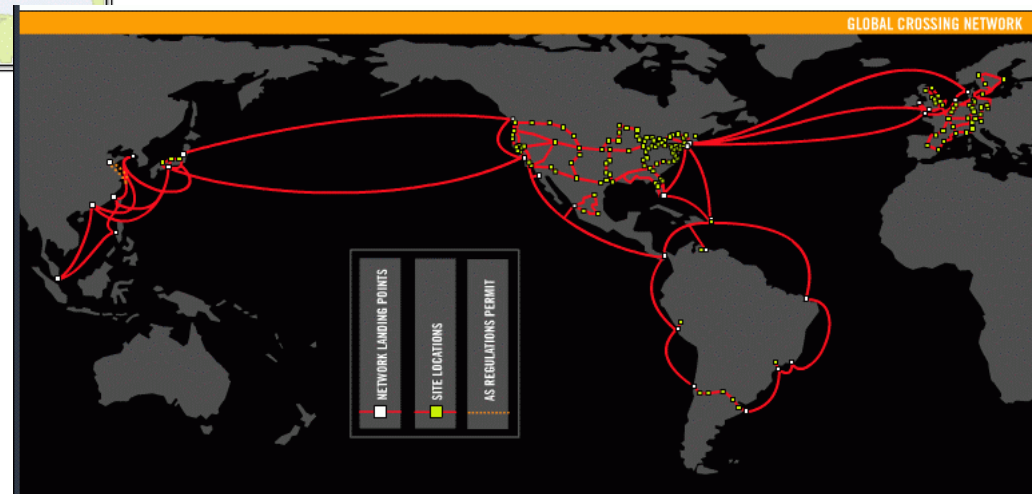 GLOBAL CROSSING NETWORK
NETWORK LANDING POINTS
SITE LOCATIONS
AS REGULATIONS PERMIT